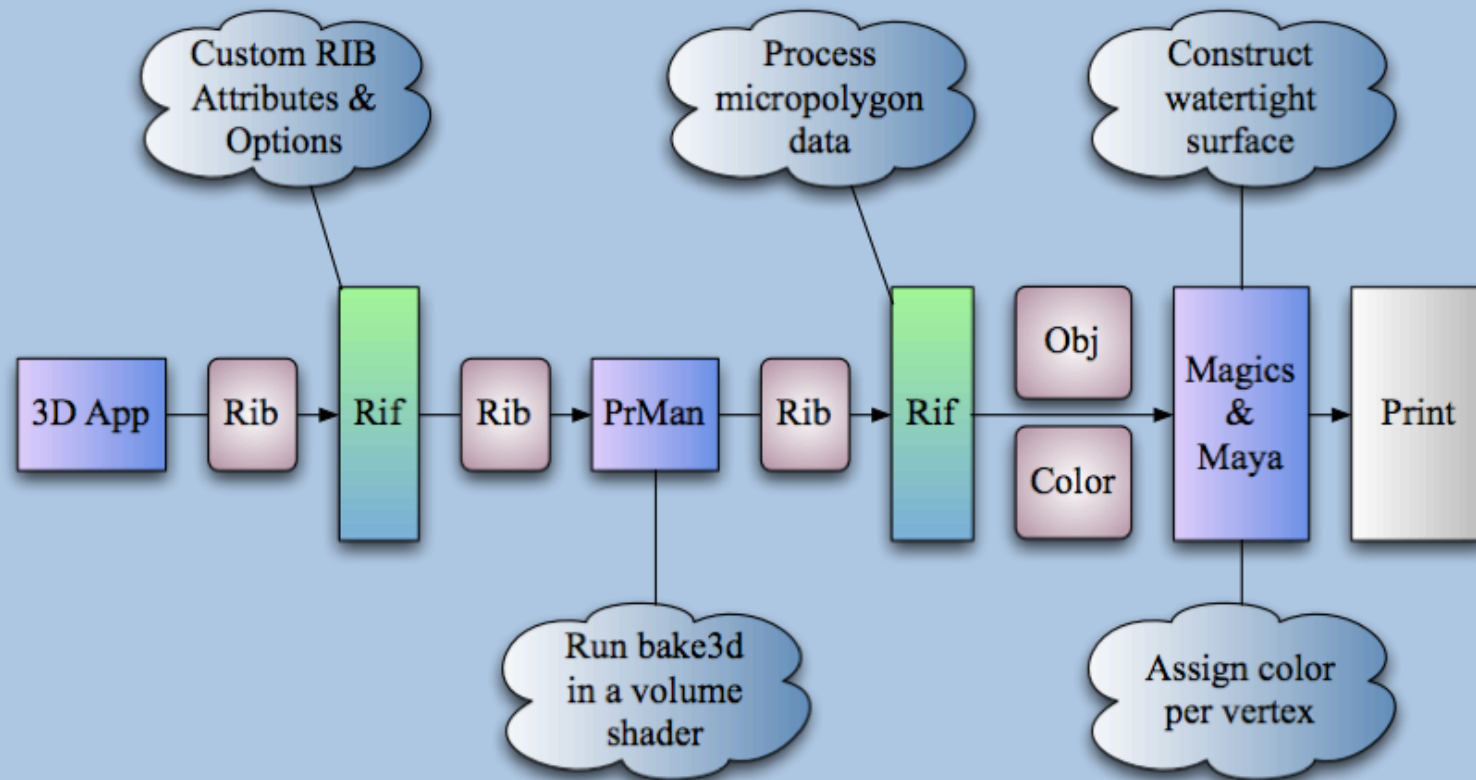 Custom RIB
Attributes &
Options
Process
micropolygon
data
Construct
watertight
surface
3D App
Rib
Rif
Rib
PrMan
Rib
Rif
Obj
Color
Magics
&
Maya
Print
Run bake3d
in a volume
shader
Assign color
per vertex